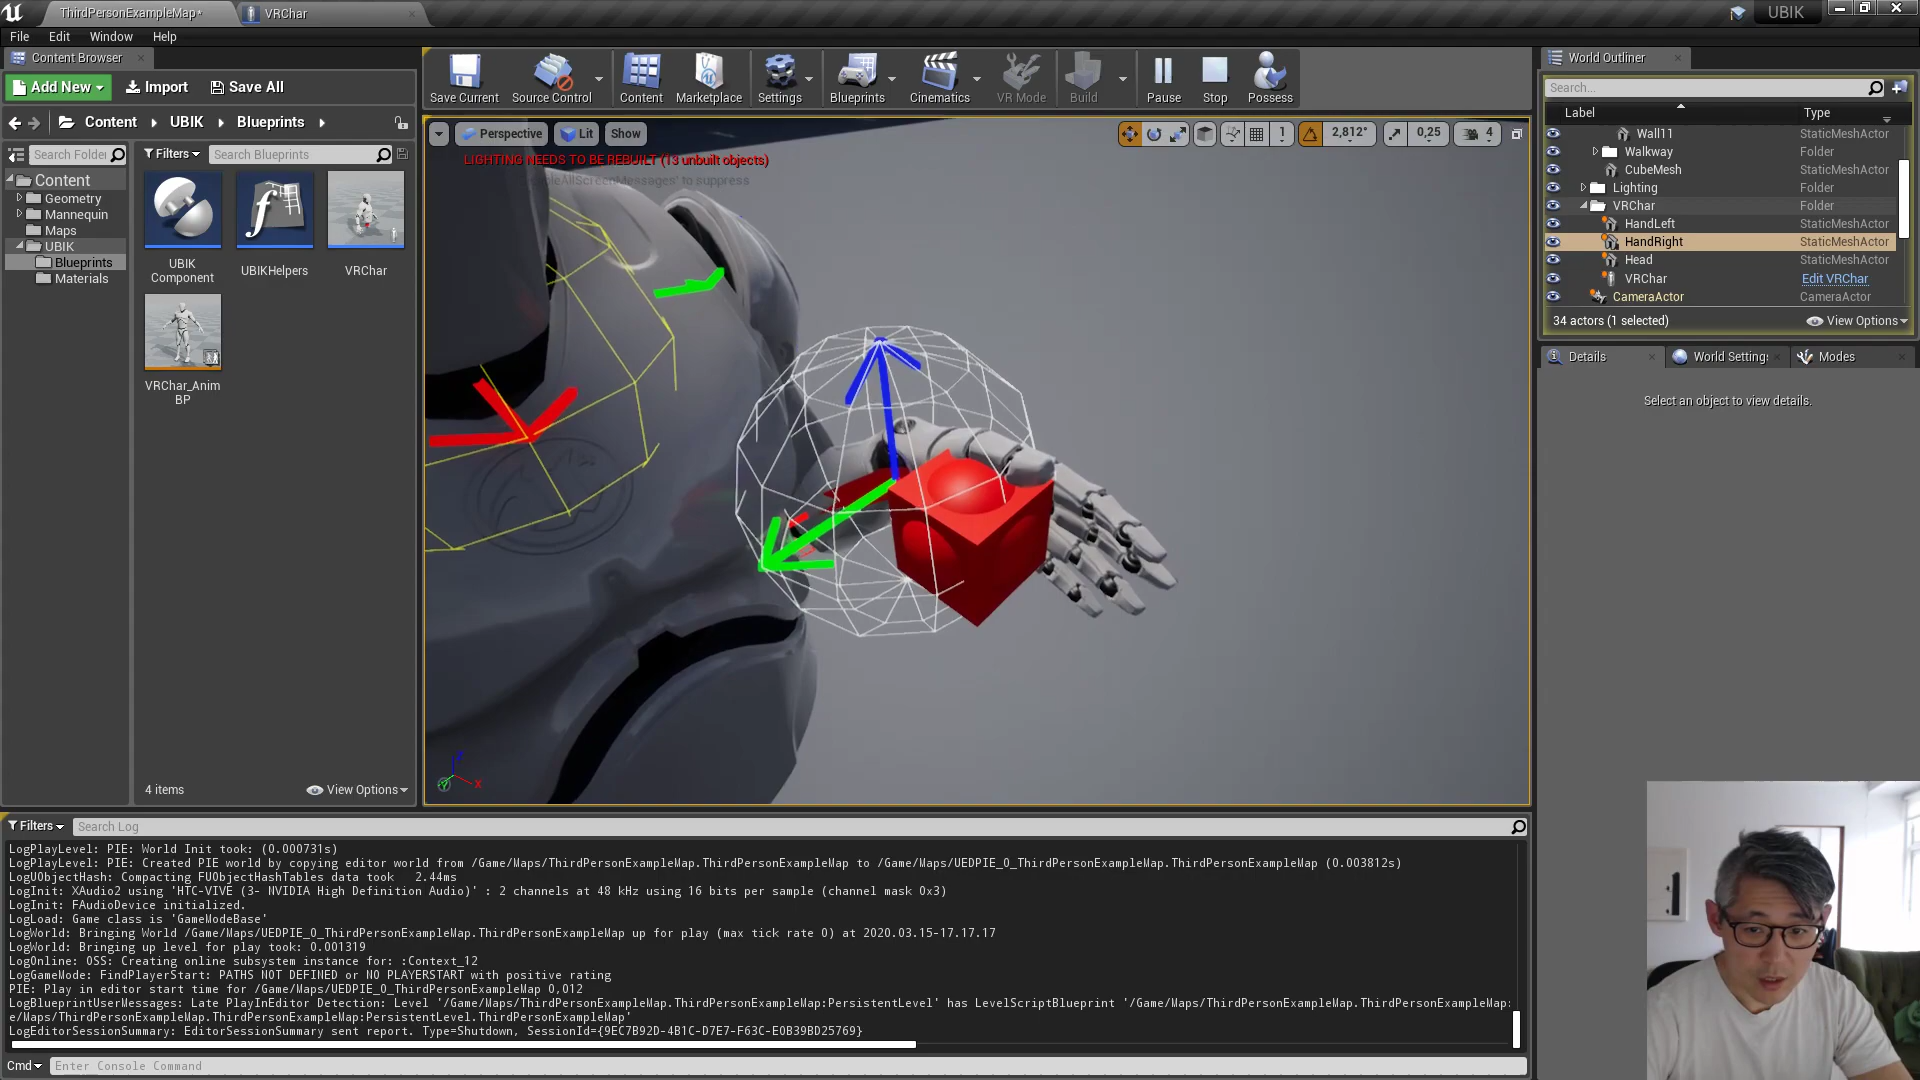 ThirdPersonExampleMap*
VRChar
UBIK
File
Edit
Window
Help
Content Browser
Add New
Import
Save All
Content
UBIK
Blueprints
Search Folder
Filters
Search Blueprints
Content
Geometry
Mannequin
Maps
UBIK
Blueprints
Materials
UBIK
Component
UBIKHelpers
VRChar
VRChar_Anim
BP
4 items
View Options
Save Current
Source Control
Content
Marketplace
Settings
Blueprints
Cinematics
VR Mode
Build
Pause
Stop
Possess
Perspective
Lit
Show
1
2,812°
0,25
4
LIGHTING NEEDS TO BE REBUILT (13 unbuilt objects)
AllScreenMessages' to suppress
X
World Outliner
Search...
Label
Type
Wall11
StaticMeshActor
Walkway
Folder
CubeMesh
StaticMeshActor
Lighting
Folder
VRChar
Folder
HandLeft
StaticMeshActor
HandRight
StaticMeshActor
Head
StaticMeshActor
VRChar
Edit VRChar
CameraActor
CameraActor
34 actors (1 selected)
View Options
Details
World Settings
Modes
Select an object to view details.
Filters
Search Log
LogPlayLevel: PIE: World Init took: (0.000731s)
LogPlayLevel: PIE: Created PIE world by copying editor world from /Game/Maps/ThirdPersonExampleMap.ThirdPersonExampleMap to /Game/Maps/UEDPIE_0_ThirdPersonExampleMap.ThirdPersonExampleMap (0.003812s)
LogUObjectHash: Compacting FUObjectHashTables data took   2.44ms
LogInit: XAudio2 using 'HTC-VIVE (3- NVIDIA High Definition Audio)' : 2 channels at 48 kHz using 16 bits per sample (channel mask 0x3)
LogInit: FAudioDevice initialized.
LogLoad: Game class is 'GameModeBase'
LogWorld: Bringing World /Game/Maps/UEDPIE_0_ThirdPersonExampleMap.ThirdPersonExampleMap up for play (max tick rate 0) at 2020.03.15-17.17.17
LogWorld: Bringing up level for play took: 0.001319
LogOnline: OSS: Creating online subsystem instance for: :Context_12
LogGameMode: FindPlayerStart: PATHS NOT DEFINED or NO PLAYERSTART with positive rating
PIE: Play in editor start time for /Game/Maps/UEDPIE_0_ThirdPersonExampleMap 0,012
LogBlueprintUserMessages: Late PlayInEditor Detection: Level '/Game/Maps/ThirdPersonExampleMap.ThirdPersonExampleMap:PersistentLevel' has LevelScriptBlueprint '/Game/Maps/ThirdPersonExampleMap.ThirdPersonExampleMap:
e/Maps/ThirdPersonExampleMap.ThirdPersonExampleMap:PersistentLevel.ThirdPersonExampleMap'
LogEditorSessionSummary: EditorSessionSummary sent report. Type=Shutdown, SessionId={9EC7B92D-4B1C-D7E7-F63C-E0B39BD25769}
Cmd
Enter Console Command